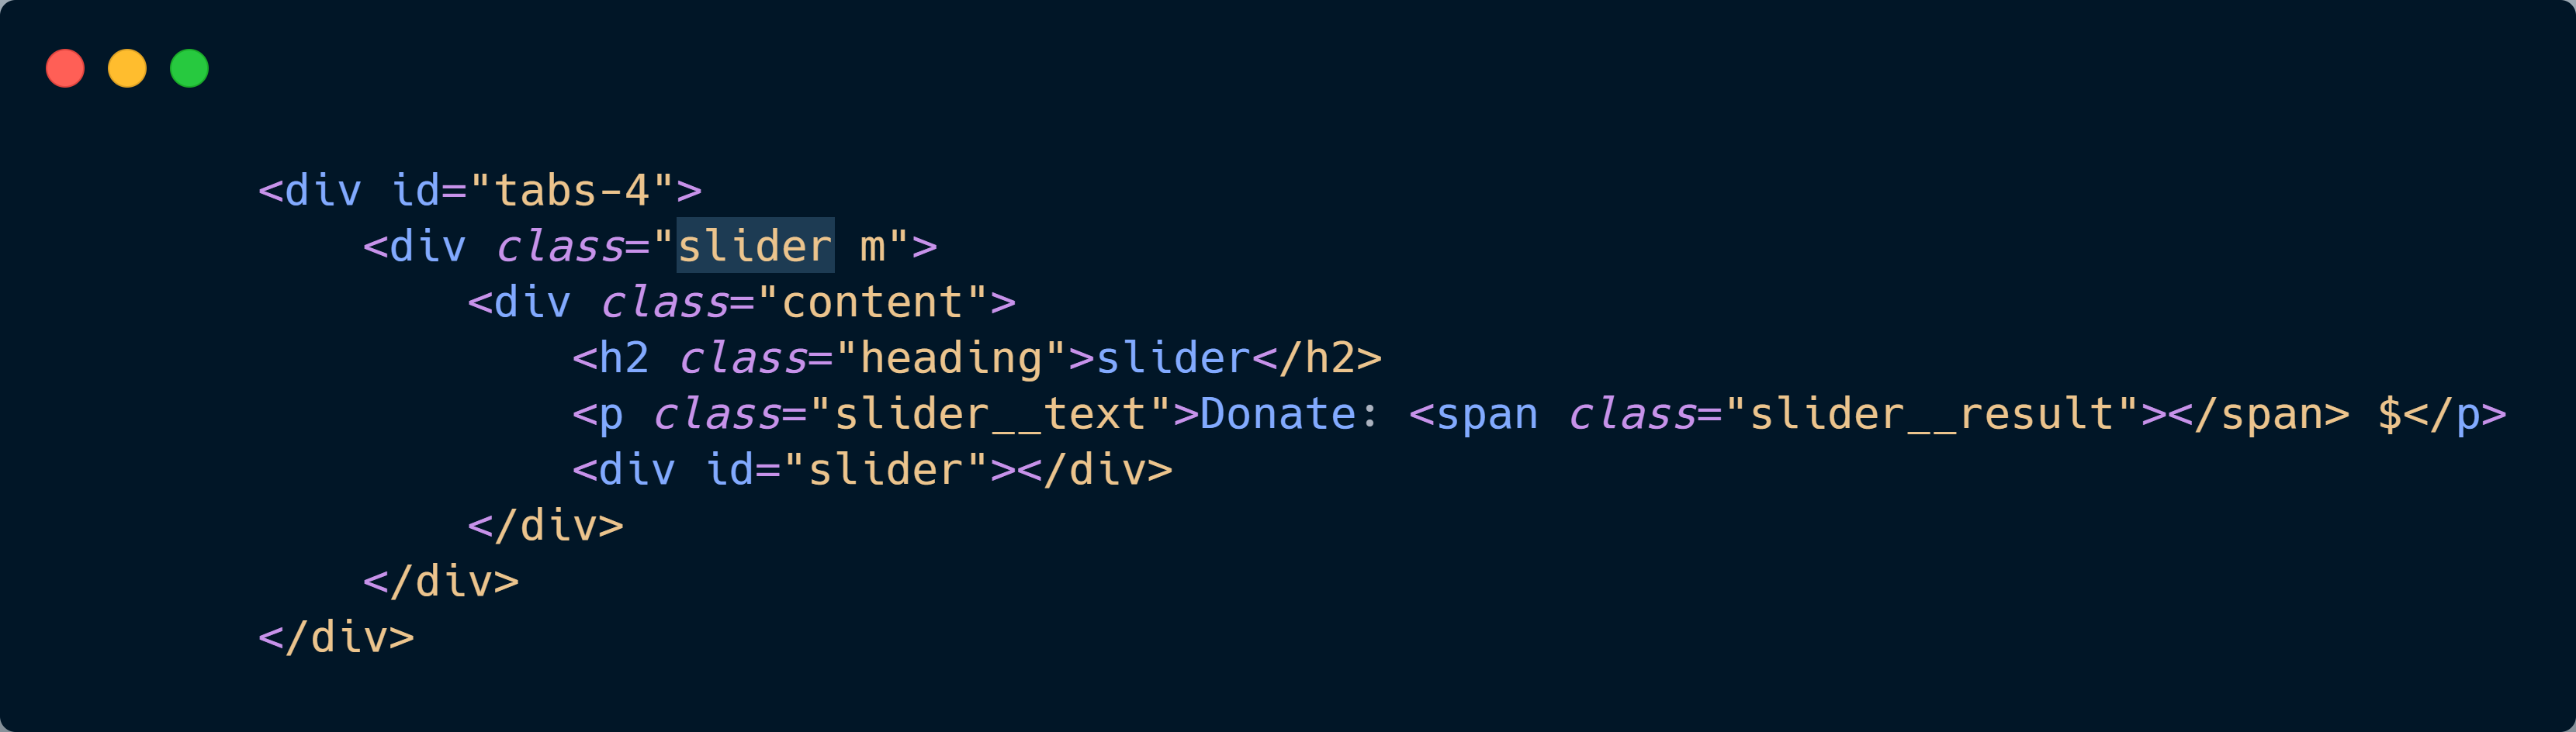 <div id="tabs-4">
<div class="slider m">
<div class="content">
<h2 class="heading">slider</h2>
<p class="slider__text">Donate: <span class="slider__result"></span> $</p>
<div id="slider"></div>
</div>
</div>
</div>